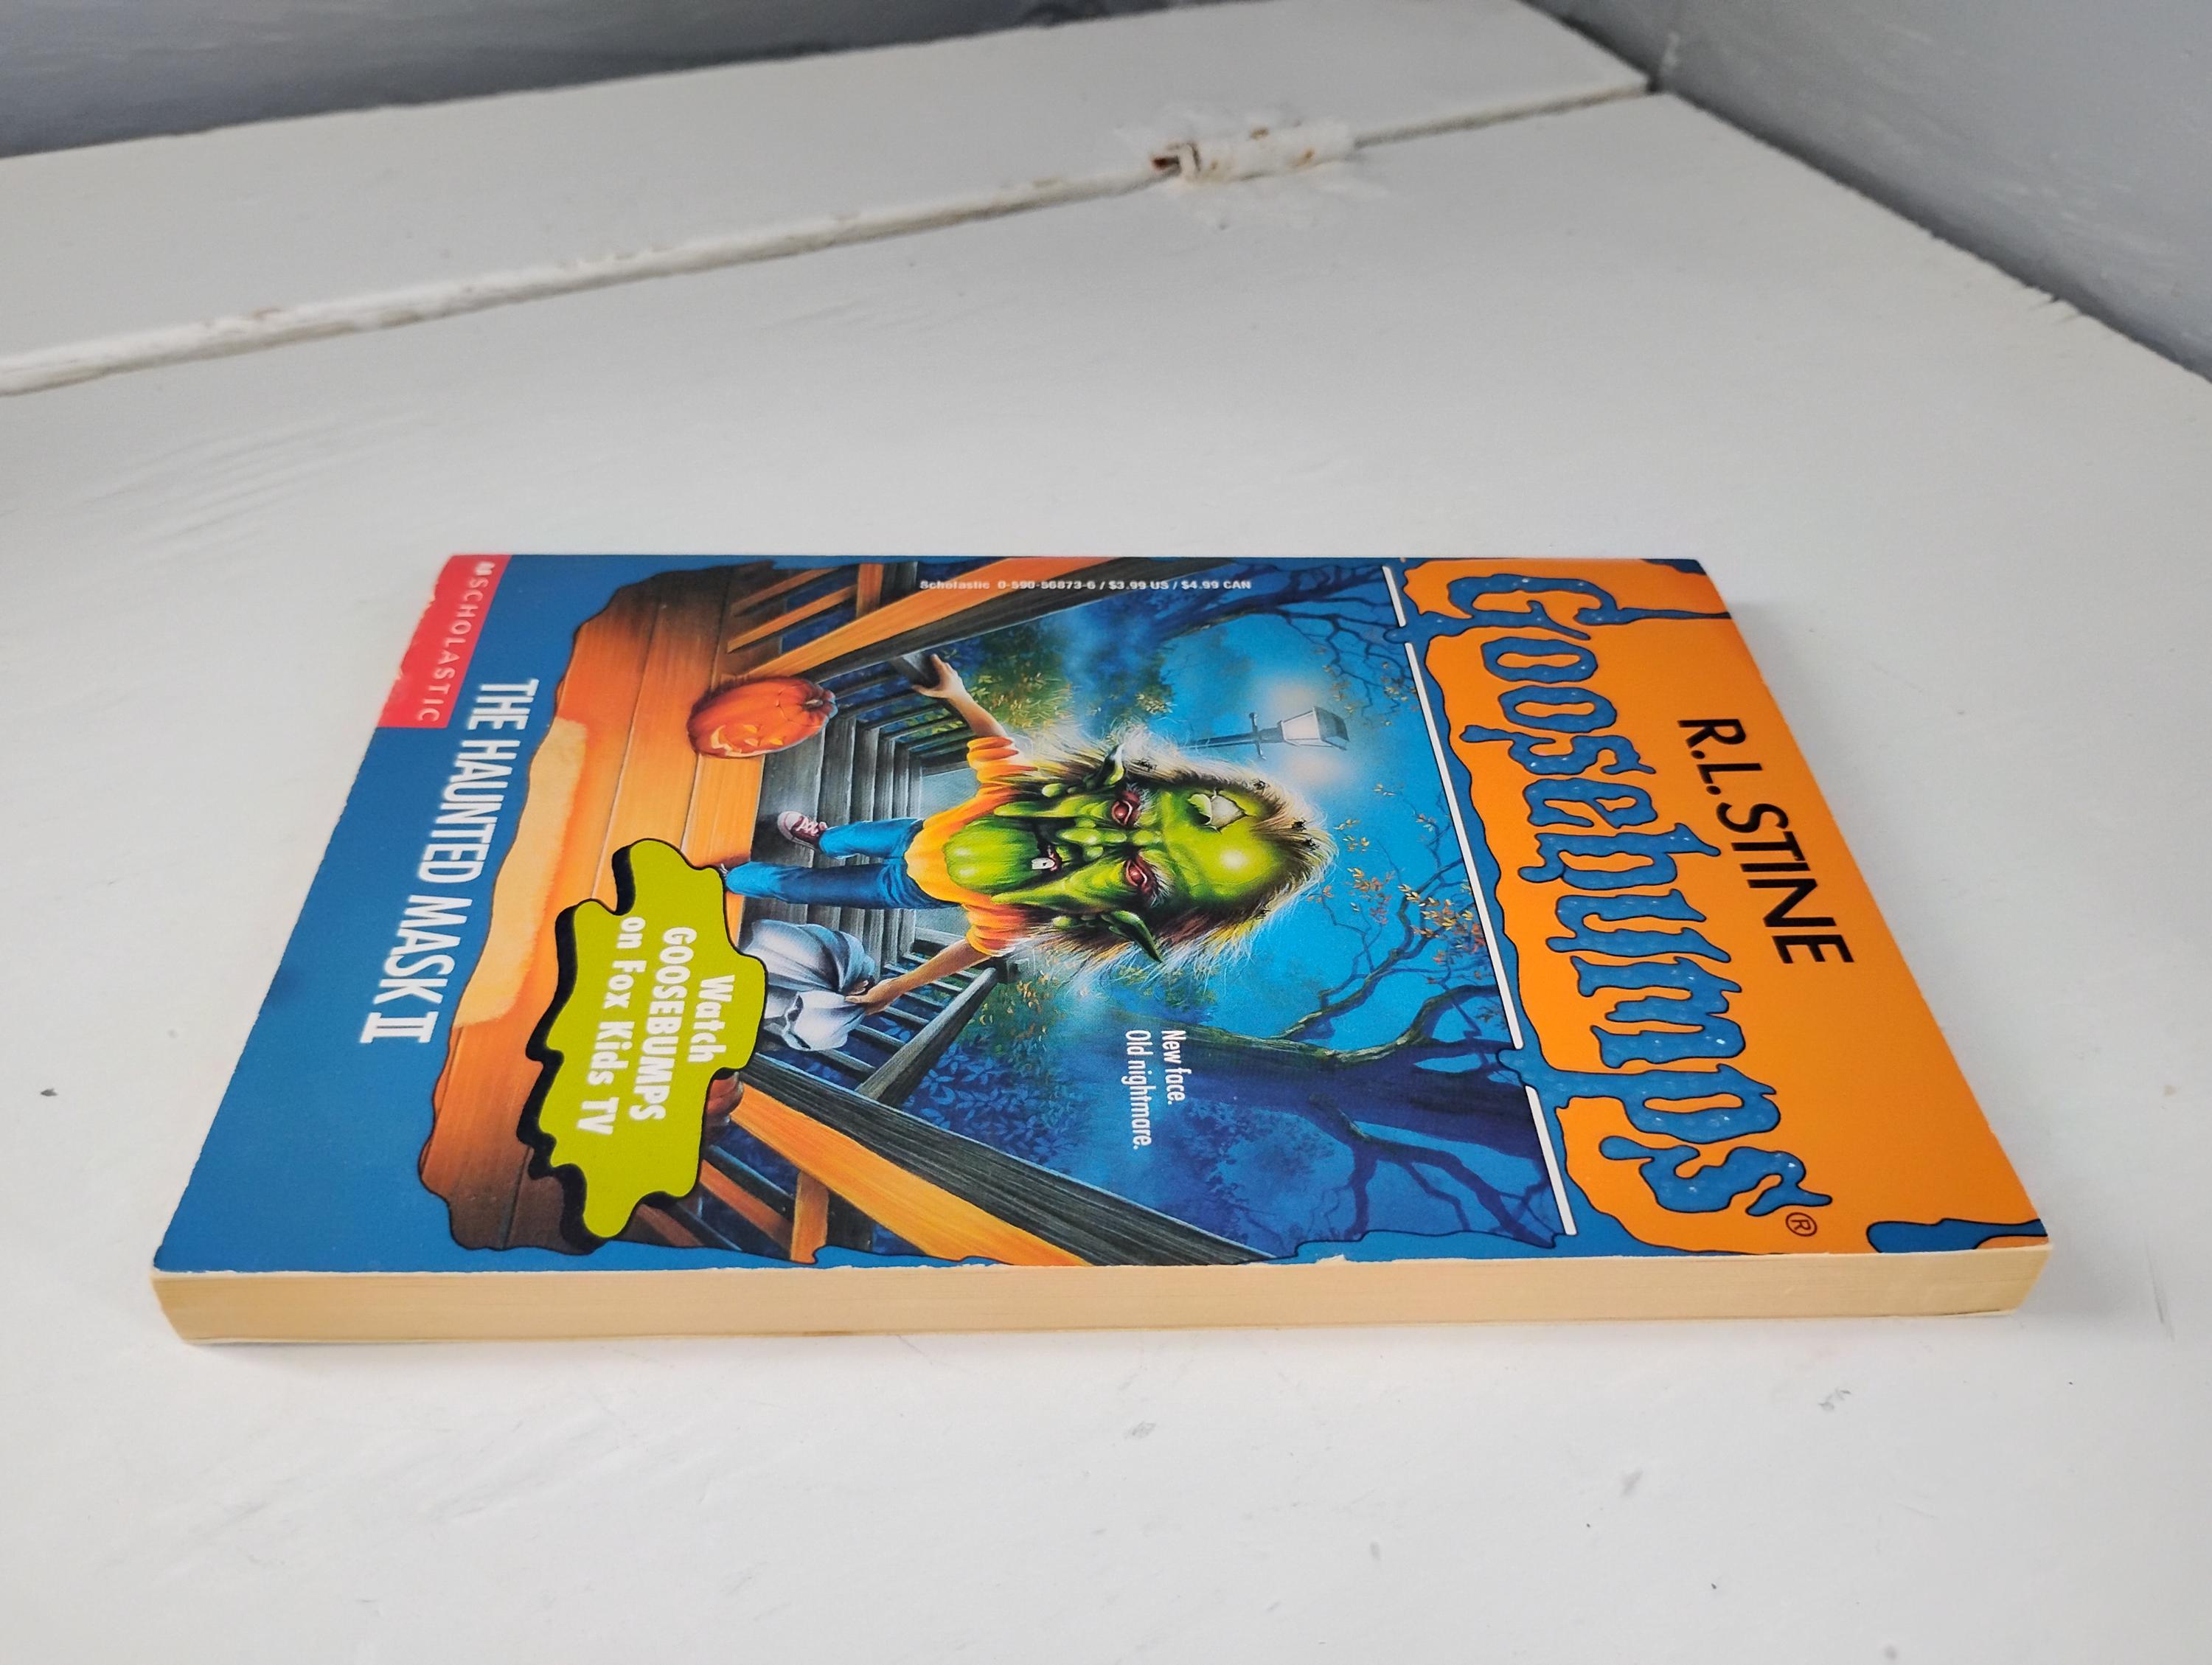 R.L. STINE
Goosebumps®
Scholastic 0-590-56873-6 / $3.99 US / $4.99 CAN
New face.
Old nightmare.
Watch
GOOSEBUMPS
on Fox Kids TV
THE HAUNTED MASK II
SCHOLASTIC